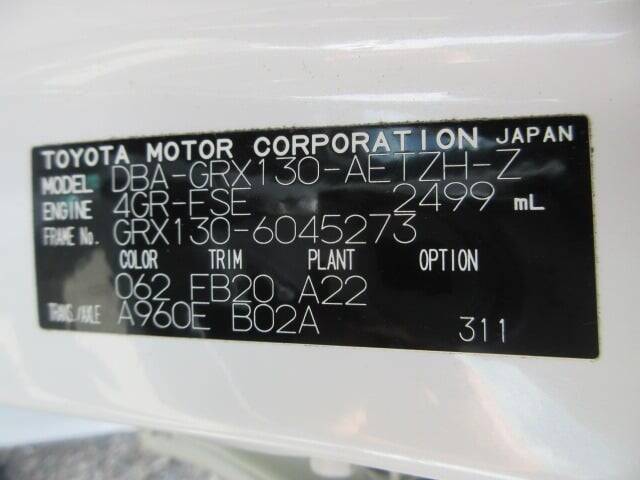 TOYOTA MOTOR CORPORATION JAPAN
MODEL DBA-GRX130-AETZH-Z
ENGINE 4GR-FSE 2499 mL
FRAME No. GRX130-6045273
COLOR TRIM PLANT OPTION
062 FB20 A22
TRANS./AXLE A960E B02A 311